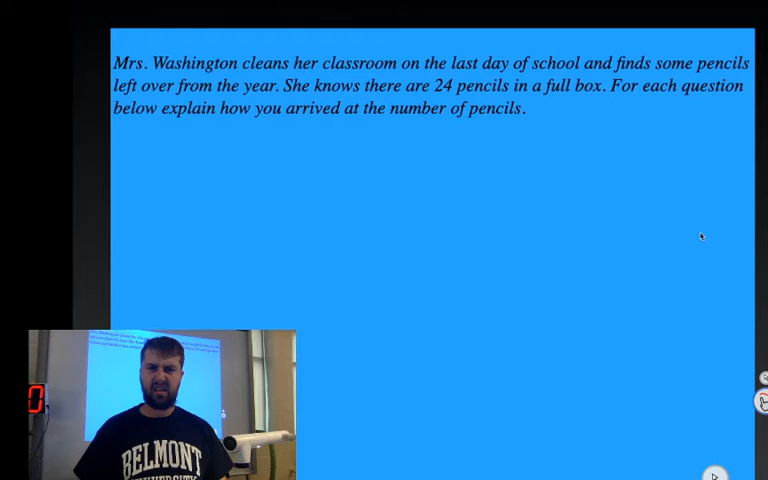 Mrs. Washington cleans her classroom on the last day of school and finds some pencils
left over from the year. She knows there are 24 pencils in a full box. For each question
below explain how you arrived at the number of pencils.
0
BELMONT
UNIVERSITY